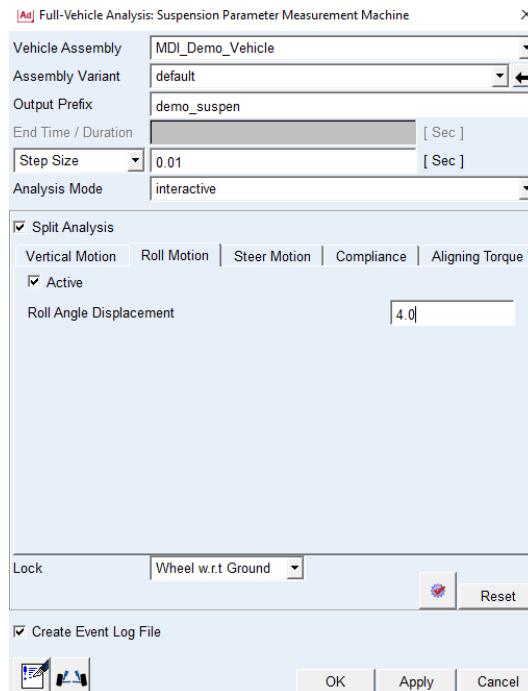 Ad Full-Vehicle Analysis: Suspension Parameter Measurement Machine
Vehicle Assembly MDI_Demo_Vehicle
Assembly Variant default
Output Prefix demo_suspen
End Time / Duration [ Sec ]
Step Size 0.01 [ Sec ]
Analysis Mode interactive
Split Analysis
Vertical Motion Roll Motion Steer Motion Compliance Aligning Torque
Active
Roll Angle Displacement 4.0
Lock Wheel w.r.t Ground
Reset
Create Event Log File
OK Apply Cancel